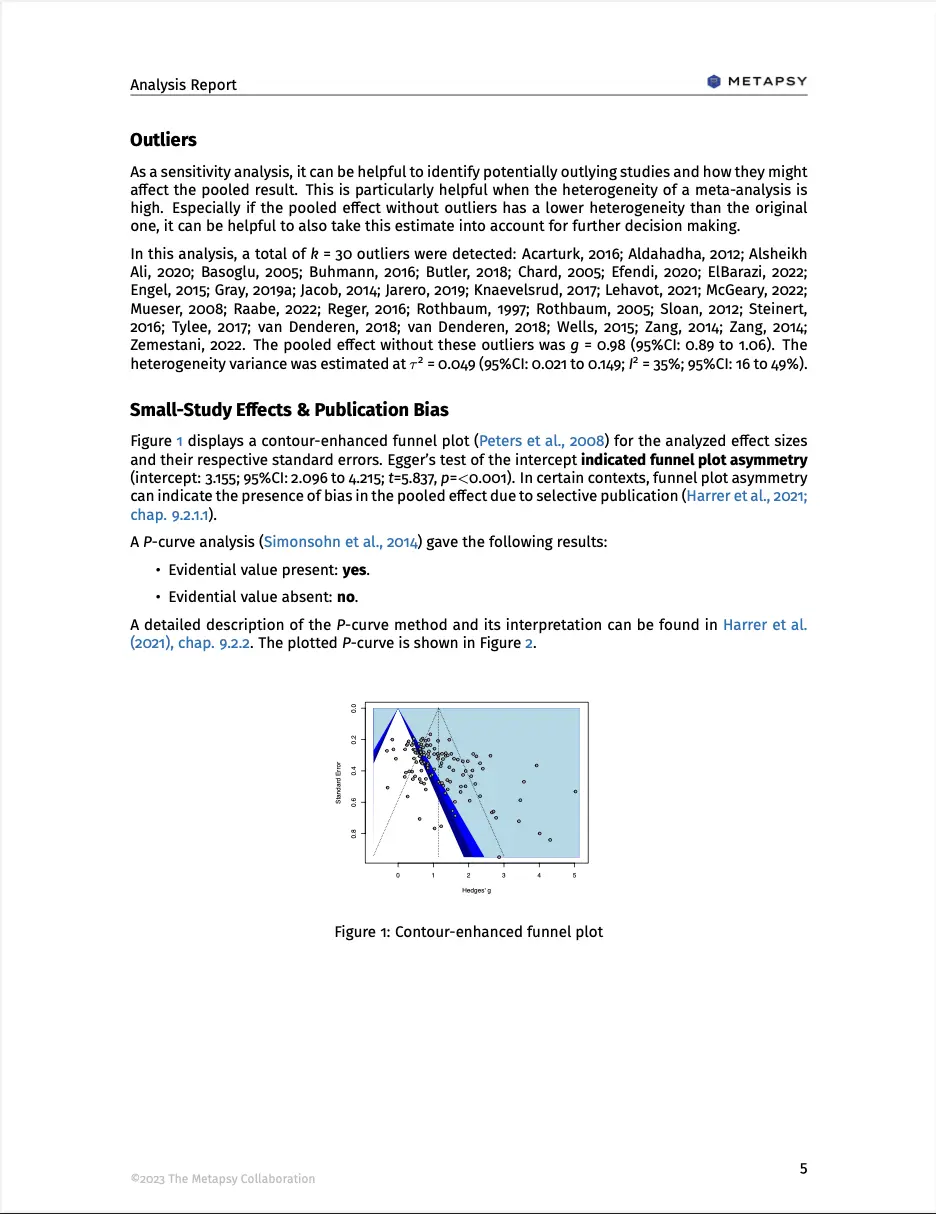 Analysis Report
METAPSY
Outliers
As a sensitivity analysis, it can be helpful to identify potentially outlying studies and how they might
affect the pooled result. This is particularly helpful when the heterogeneity of a meta-analysis is
high. Especially if the pooled effect without outliers has a lower heterogeneity than the original
one, it can be helpful to also take this estimate into account for further decision making.
In this analysis, a total of k = 30 outliers were detected: Acarturk, 2016; Aldahadha, 2012; Alsheikh
Ali, 2020; Basoglu, 2005; Buhmann, 2016; Butler, 2018; Chard, 2005; Efendi, 2020; ElBarazi, 2022;
Engel, 2015; Gray, 2019a; Jacob, 2014; Jarero, 2019; Knaevelsrud, 2017; Lehavot, 2021; McGeary, 2022;
Mueser, 2008; Raabe, 2022; Reger, 2016; Rothbaum, 1997; Rothbaum, 2005; Sloan, 2012; Steinert,
2016; Tylee, 2017; van Denderen, 2018; van Denderen, 2018; Wells, 2015; Zang, 2014; Zang, 2014;
Zemestani, 2022. The pooled effect without these outliers was g = 0.98 (95%CI: 0.89 to 1.06). The
heterogeneity variance was estimated at τ² = 0.049 (95%CI: 0.021 to 0.149; I² = 35%; 95%CI: 16 to 49%).
Small-Study Effects & Publication Bias
Figure 1 displays a contour-enhanced funnel plot (Peters et al., 2008) for the analyzed effect sizes
and their respective standard errors. Egger's test of the intercept indicated funnel plot asymmetry
(intercept: 3.155; 95%CI: 2.096 to 4.215; t=5.837, p=<0.001). In certain contexts, funnel plot asymmetry
can indicate the presence of bias in the pooled effect due to selective publication (Harrer et al., 2021;
chap. 9.2.1.1).
A P-curve analysis (Simonsohn et al., 2014) gave the following results:
• Evidential value present: yes.
• Evidential value absent: no.
A detailed description of the P-curve method and its interpretation can be found in Harrer et al.
(2021), chap. 9.2.2. The plotted P-curve is shown in Figure 2.
Standard Error
0.0
0.2
0.4
0.6
0.8
0 1 2 3 4 5
Hedges' g
Figure 1: Contour-enhanced funnel plot
5
©2023 The Metapsy Collaboration